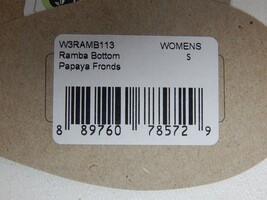 W3RAMB113 WOMENS
Ramba Bottom S
Papaya Fronds
8 89760 78572 9